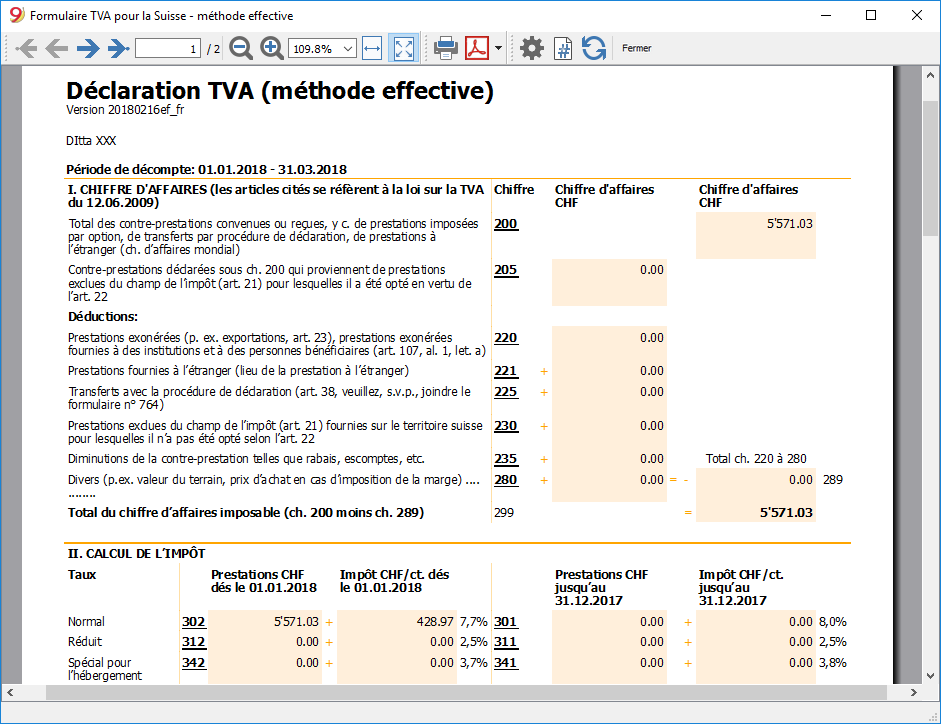 Formulaire TVA pour la Suisse - méthode effective
1 / 2 109.8% Fermer
Déclaration TVA (méthode effective)
Version 20180216ef_fr
DItta XXX
Période de décompte: 01.01.2018 - 31.03.2018
I. CHIFFRE D'AFFAIRES (les articles cités se réfèrent à la loi sur la TVA du 12.06.2009) Chiffre Chiffre d'affaires CHF Chiffre d'affaires CHF
Total des contre-prestations convenues ou reçues, y c. de prestations imposées
par option, de transferts par procédure de déclaration, de prestations à
l'étranger (ch. d'affaires mondial)
200 5'571.03
Contre-prestations déclarées sous ch. 200 qui proviennent de prestations
exclues du champ de l'impôt (art. 21) pour lesquelles il a été opté en vertu de
l'art. 22
205 0.00
Déductions:
Prestations exonérées (p. ex. exportations, art. 23), prestations exonérées
fournies à des institutions et à des personnes bénéficiaires (art. 107, al. 1, let. a)
220 0.00
Prestations fournies à l'étranger (lieu de la prestation à l'étranger) 221 + 0.00
Transferts avec la procédure de déclaration (art. 38, veuillez, s.v.p., joindre le
formulaire n° 764)
225 + 0.00
Prestations exclues du champ de l'impôt (art. 21) fournies sur le territoire suisse
pour lesquelles il n'a pas été opté selon l'art. 22
230 + 0.00
Diminutions de la contre-prestation telles que rabais, escomptes, etc. 235 + 0.00 Total ch. 220 à 280
Divers (p.ex. valeur du terrain, prix d'achat en cas d'imposition de la marge) ....
........
280 + 0.00 = - 0.00 289
Total du chiffre d'affaires imposable (ch. 200 moins ch. 289) 299 = 5'571.03
II. CALCUL DE L'IMPÔT
Taux
Prestations CHF
dés le 01.01.2018
Impôt CHF/ct. dés
le 01.01.2018
Prestations CHF
jusqu'au
31.12.2017
Impôt CHF/ct.
jusqu'au
31.12.2017
Normal 302 5'571.03 + 428.97 7,7% 301 0.00 + 0.00 8,0%
Réduit 312 0.00 + 0.00 2,5% 311 0.00 + 0.00 2,5%
Spécial pour
l'hébergement
342 0.00 + 0.00 3,7% 341 0.00 + 0.00 3,8%